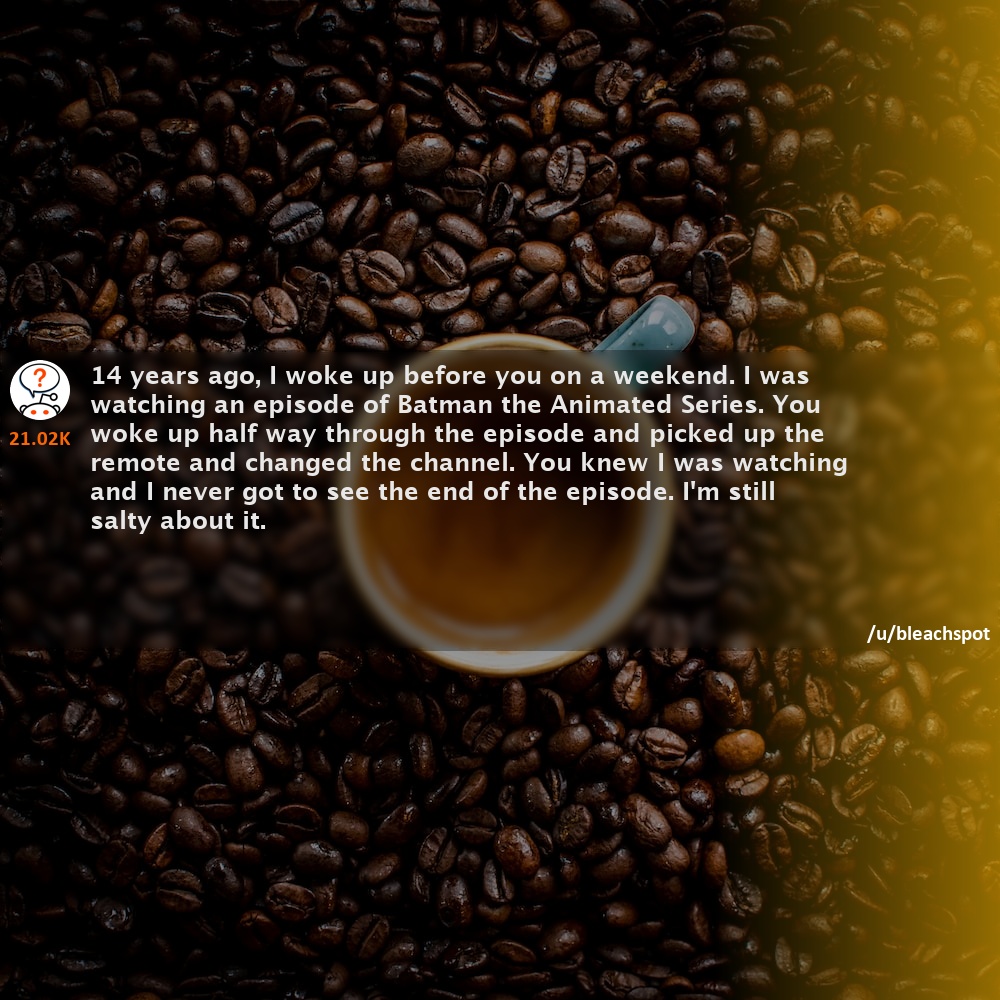 14 years ago, I woke up before you on a weekend. I was
watching an episode of Batman the Animated Series. You
woke up half way through the episode and picked up the
remote and changed the channel. You knew I was watching
and I never got to see the end of the episode. I'm still
salty about it.
21.02K
/u/bleachspot